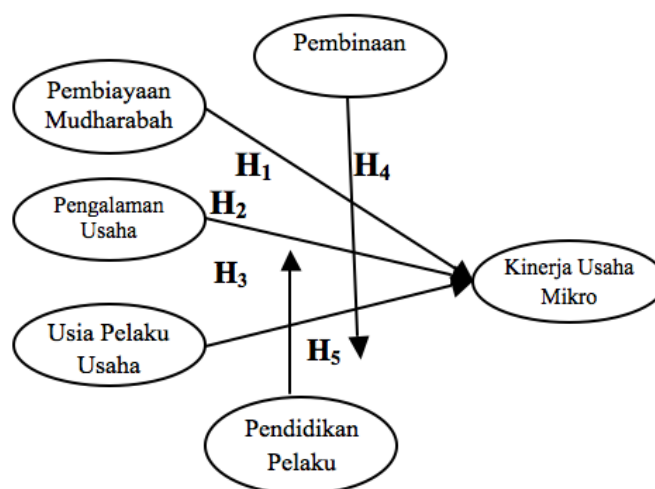 Pembinaan
Pembiayaan
Mudharabah
H1
H4
Pengalaman
Usaha
H2
H3
Kinerja Usaha
Mikro
Usia Pelaku
Usaha
H5
Pendidikan
Pelaku